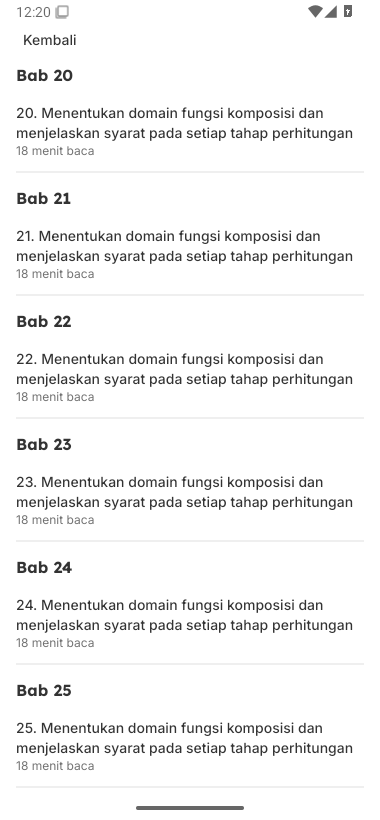 12:20
Kembali
Bab 20
20. Menentukan domain fungsi komposisi dan
menjelaskan syarat pada setiap tahap perhitungan
18 menit baca
Bab 21
21. Menentukan domain fungsi komposisi dan
menjelaskan syarat pada setiap tahap perhitungan
18 menit baca
Bab 22
22. Menentukan domain fungsi komposisi dan
menjelaskan syarat pada setiap tahap perhitungan
18 menit baca
Bab 23
23. Menentukan domain fungsi komposisi dan
menjelaskan syarat pada setiap tahap perhitungan
18 menit baca
Bab 24
24. Menentukan domain fungsi komposisi dan
menjelaskan syarat pada setiap tahap perhitungan
18 menit baca
Bab 25
25. Menentukan domain fungsi komposisi dan
menjelaskan syarat pada setiap tahap perhitungan
18 menit baca